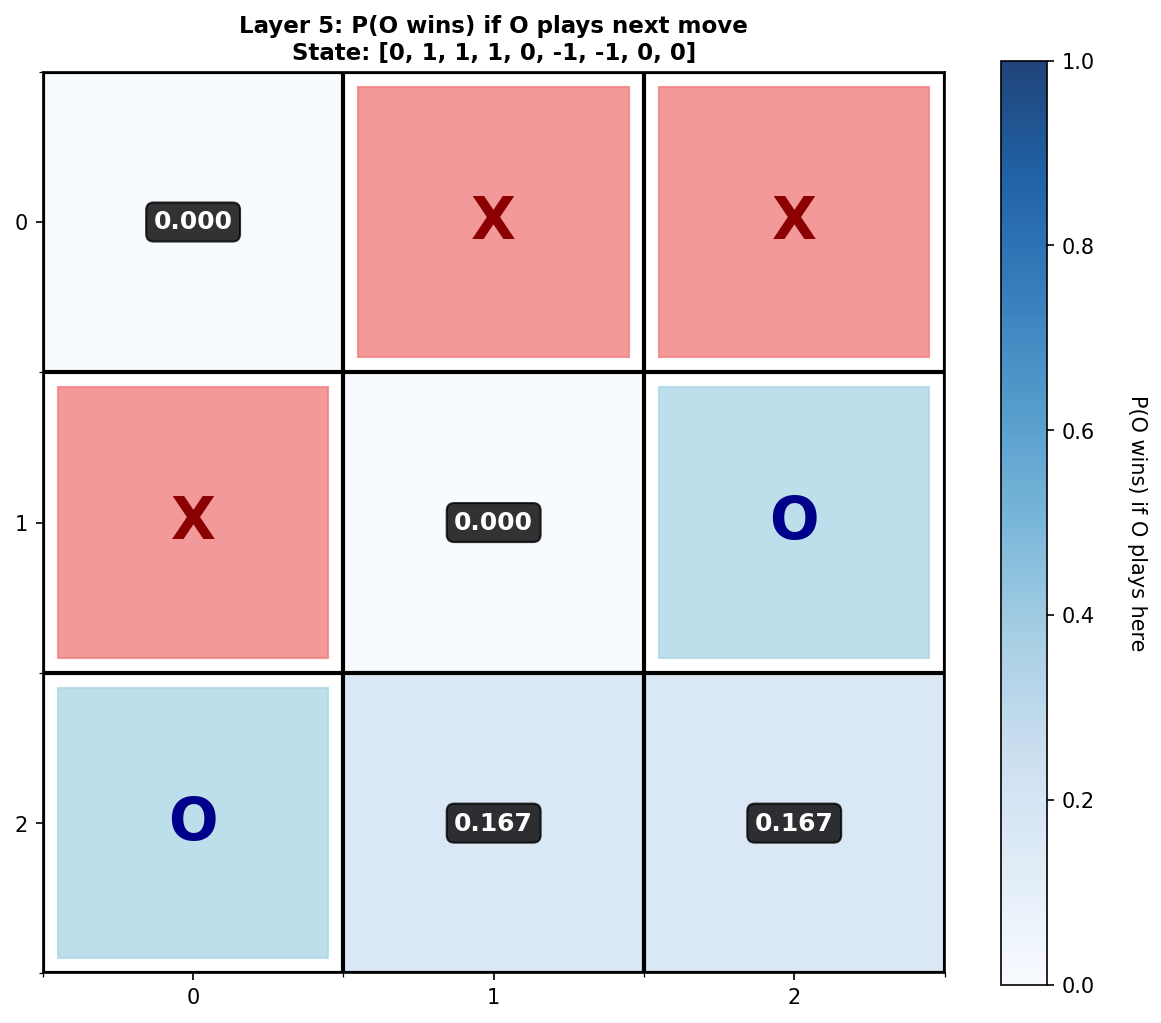 Layer 5: P(O wins) if O plays next move
State: [0, 1, 1, 1, 0, -1, -1, 0, 0]
0
0.000
X
X
1
X
0.000
O
2
O
0.167
0.167
0
1
2
1.0
0.8
0.6
0.4
0.2
0.0
P(O wins) if O plays here